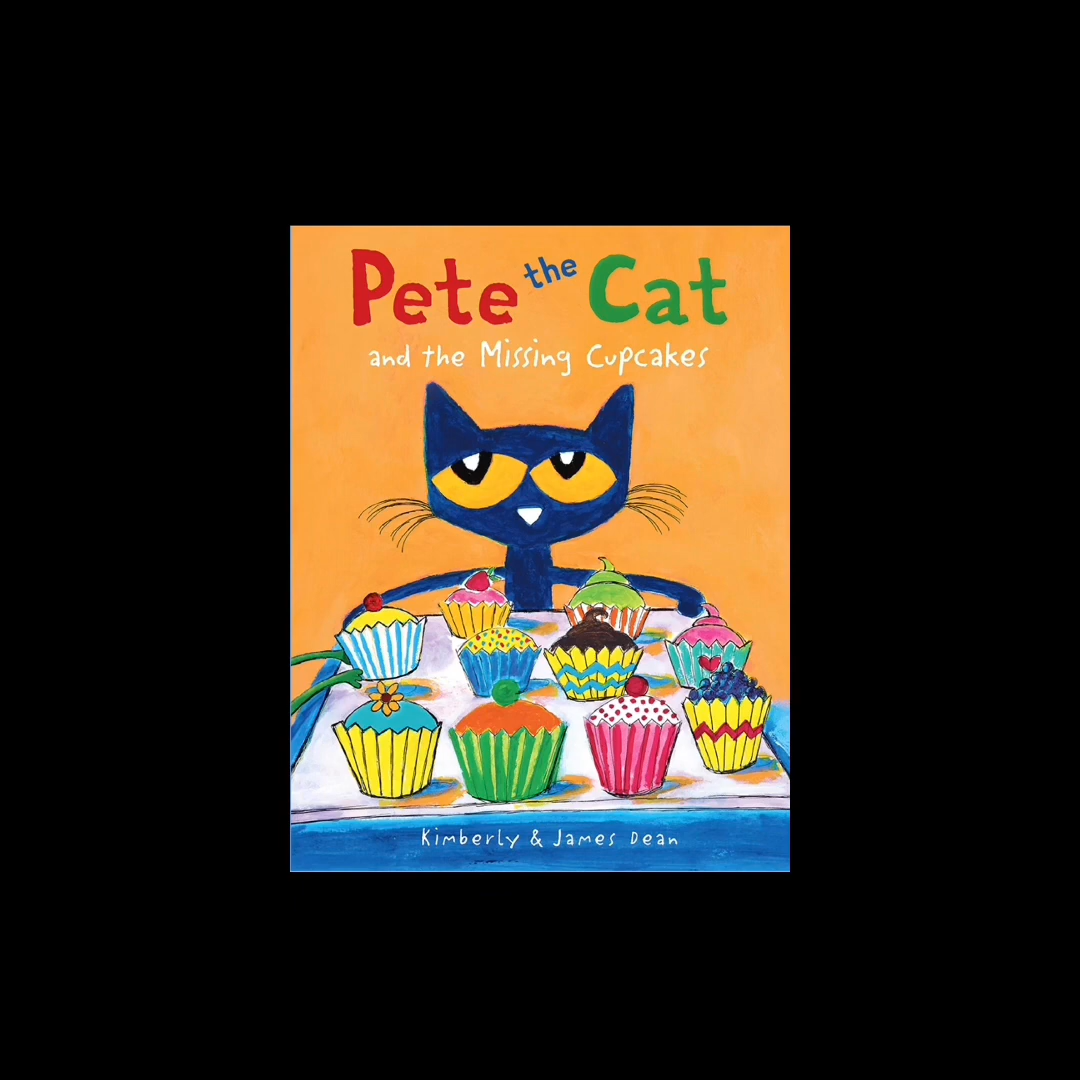 Pete the Cat
and the Missing Cupcakes
Kimberly & James Dean